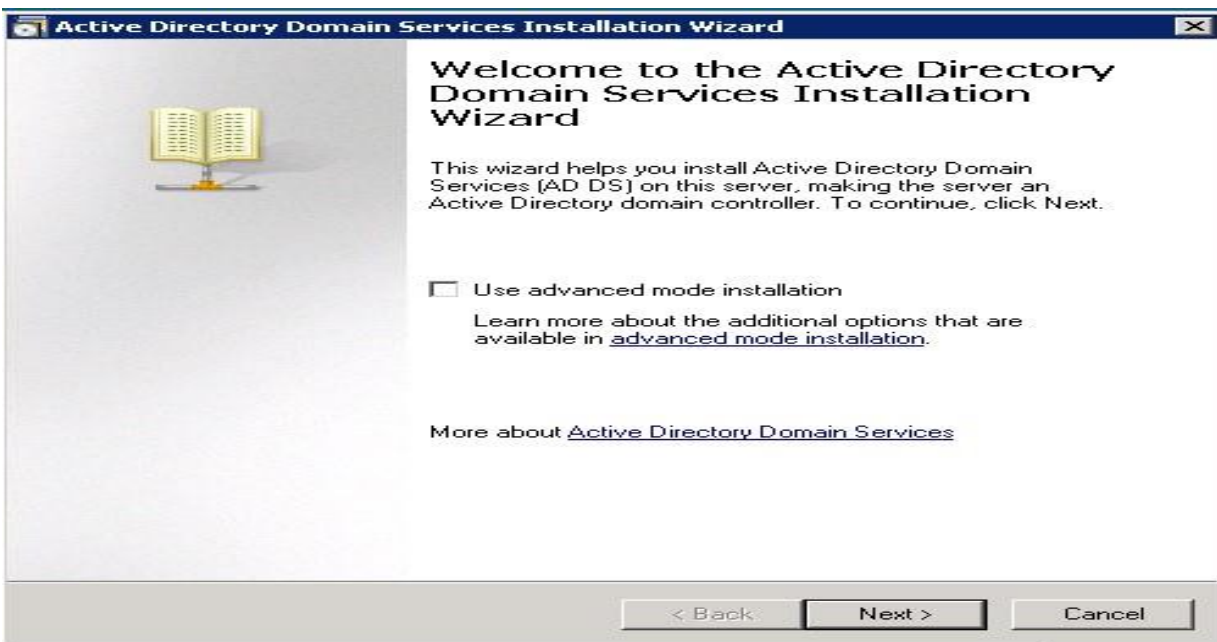 Active Directory Domain Services Installation Wizard
Welcome to the Active Directory
Domain Services Installation
Wizard
This wizard helps you install Active Directory Domain
Services (AD DS) on this server, making the server an
Active Directory domain controller. To continue, click Next.
Use advanced mode installation
Learn more about the additional options that are
available in advanced mode installation.
More about Active Directory Domain Services
< Back Next > Cancel